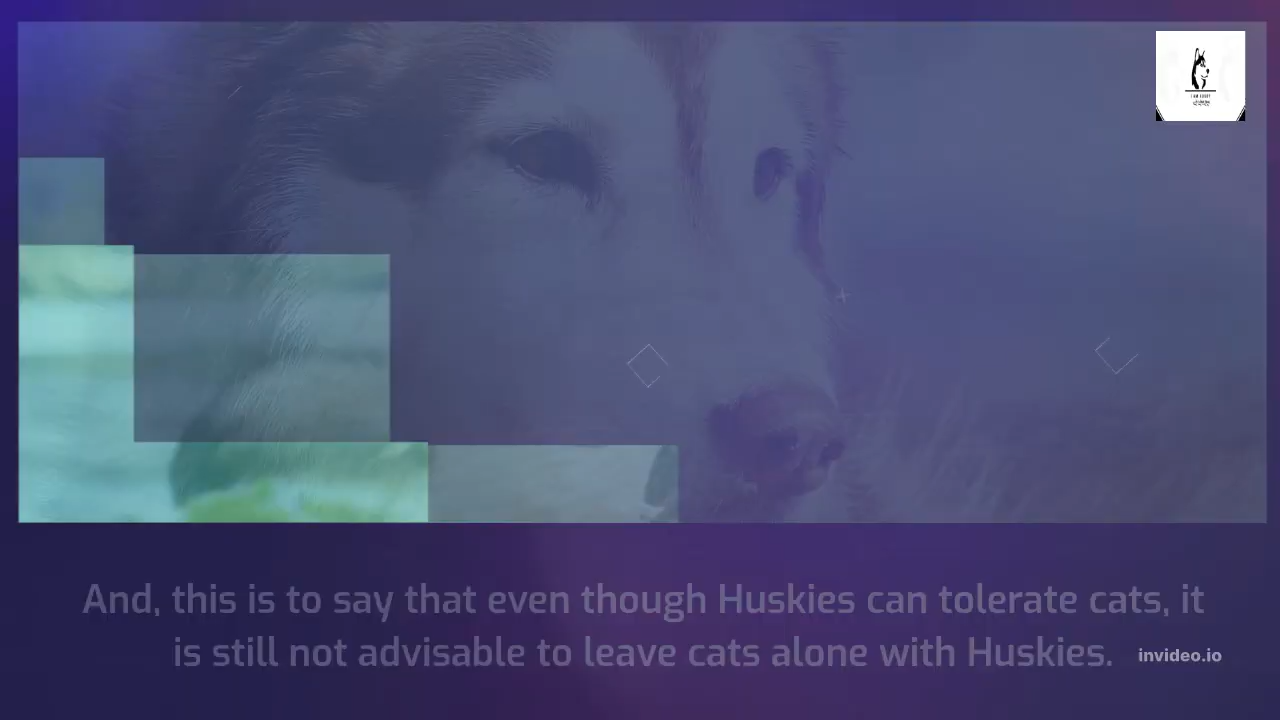 And, this is to say that even though Huskies can tolerate cats, it
is still not advisable to leave cats alone with Huskies.
invideo.io